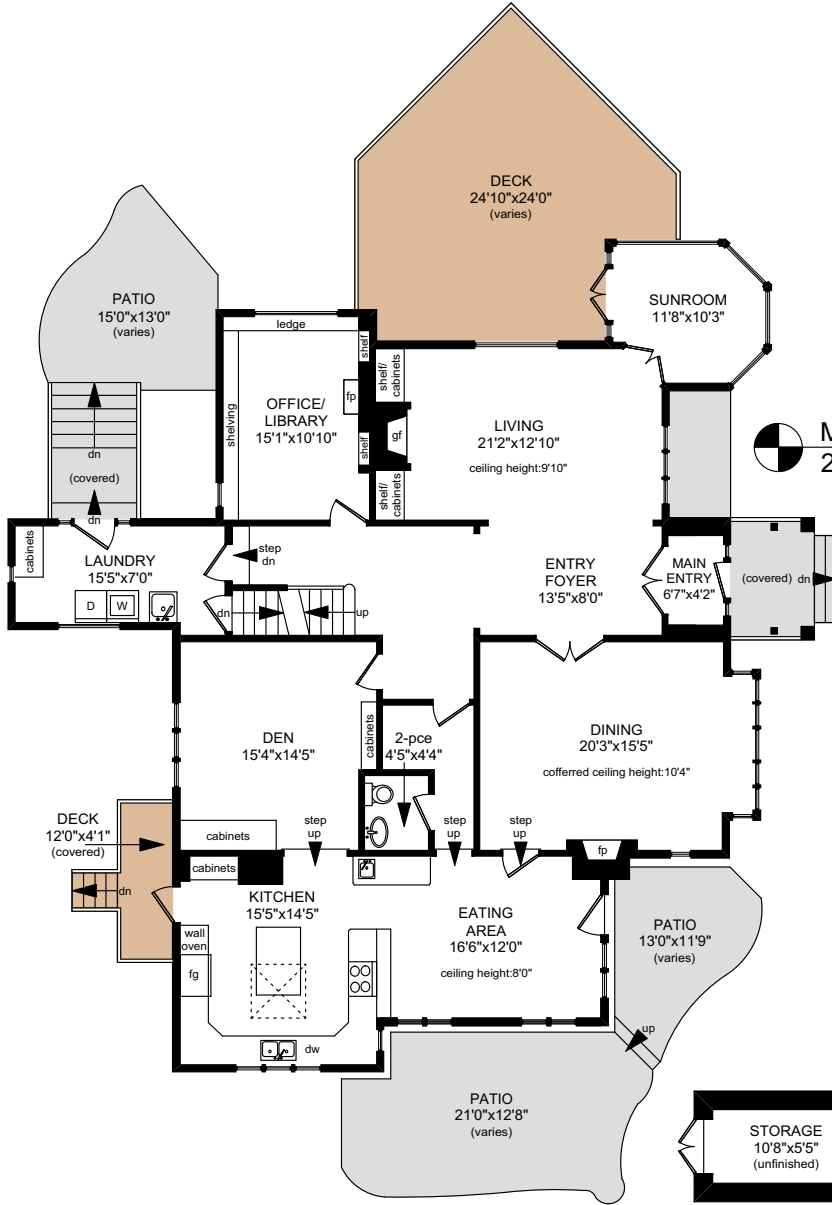 DECK
24'10"x24'0"
(varies)
PATIO
15'0"x13'0"
(varies)
SUNROOM
11'8"x10'3"
ledge
shelf
shelving
OFFICE/
LIBRARY
15'1"x10'10"
fp
shelf
shelf/
cabinets
gf
shelf/
cabinets
LIVING
21'2"x12'10"
ceiling height:9'10"
M
2
dn
(covered)
dn
cabinets
LAUNDRY
15'5"x7'0"
D
W
step
dn
dn
up
ENTRY
FOYER
13'5"x8'0"
MAIN
ENTRY
6'7"x4'2"
(covered)
dn
DEN
15'4"x14'5"
cabinets
cabinets
2-pce
4'5"x4'4"
DINING
20'3"x15'5"
cofferred ceiling height:10'4"
step
up
step
up
step
up
fp
DECK
12'0"x4'1"
(covered)
dn
cabinets
KITCHEN
15'5"x14'5"
wall
oven
fg
dw
EATING
AREA
16'6"x12'0"
ceiling height:8'0"
PATIO
13'0"x11'9"
(varies)
up
PATIO
21'0"x12'8"
(varies)
STORAGE
10'8"x5'5"
(unfinished)